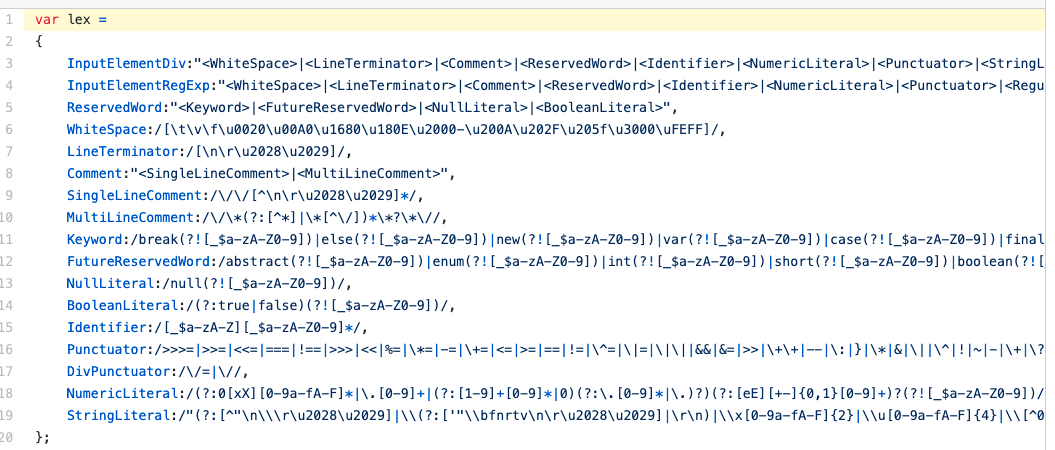 1 var lex =
2 {
3 InputElementDiv:"<WhiteSpace>|<LineTerminator>|<Comment>|<ReservedWord>|<Identifier>|<NumericLiteral>|<Punctuator>|<StringL
4 InputElementRegExp:"<WhiteSpace>|<LineTerminator>|<Comment>|<ReservedWord>|<Identifier>|<NumericLiteral>|<Punctuator>|<Regu
5 ReservedWord:"<Keyword>|<FutureReservedWord>|<NullLiteral>|<BooleanLiteral>",
6 WhiteSpace:/[\t\v\f\u0020\u00A0\u1680\u180E\u2000-\u200A\u202F\u205f\u3000\uFEFF]/,
7 LineTerminator:/[\n\r\u2028\u2029]/,
8 Comment:"<SingleLineComment>|<MultiLineComment>",
9 SingleLineComment:/\/\/[^\n\r\u2028\u2029]*/,
10 MultiLineComment:/\/\*(?:[^*]|\*[^\/])*\*?\*\//,
11 Keyword:/break(?![_$a-zA-Z0-9])|else(?![_$a-zA-Z0-9])|new(?![_$a-zA-Z0-9])|var(?![_$a-zA-Z0-9])|case(?![_$a-zA-Z0-9])|final
12 FutureReservedWord:/abstract(?![_$a-zA-Z0-9])|enum(?![_$a-zA-Z0-9])|int(?![_$a-zA-Z0-9])|short(?![_$a-zA-Z0-9])|boolean(?![
13 NullLiteral:/null(?![_$a-zA-Z0-9])/,
14 BooleanLiteral:/(?:true|false)(?![_$a-zA-Z0-9])/,
15 Identifier:/[_$a-zA-Z][_$a-zA-Z0-9]*/,
16 Punctuator:/>>>=|>>=|<<=|===|!==|>>>|<<|%=|\*=|-=|\+=|<=|>=|==|!=|\^=|\|=|\|\||&&|&=|>>|\+\+|--|\:|}|\*|&|\||\^|!|~|-|\+|\?
17 DivPunctuator:/\/=|\//,
18 NumericLiteral:/(?:0[xX][0-9a-fA-F]*|\.[0-9]+|(?:[1-9]+[0-9]*|0)(?:\.[0-9]*|\.)?)(?:[eE][+-]{0,1}[0-9]+)?(?![_$a-zA-Z0-9])/
19 StringLiteral:/"(?:[^"\n\\\r\u2028\u2029]|\\(?:['"\\bfnrtv\n\r\u2028\u2029]|\r\n)|\\x[0-9a-fA-F]{2}|\\u[0-9a-fA-F]{4}|\\[^0
20 };